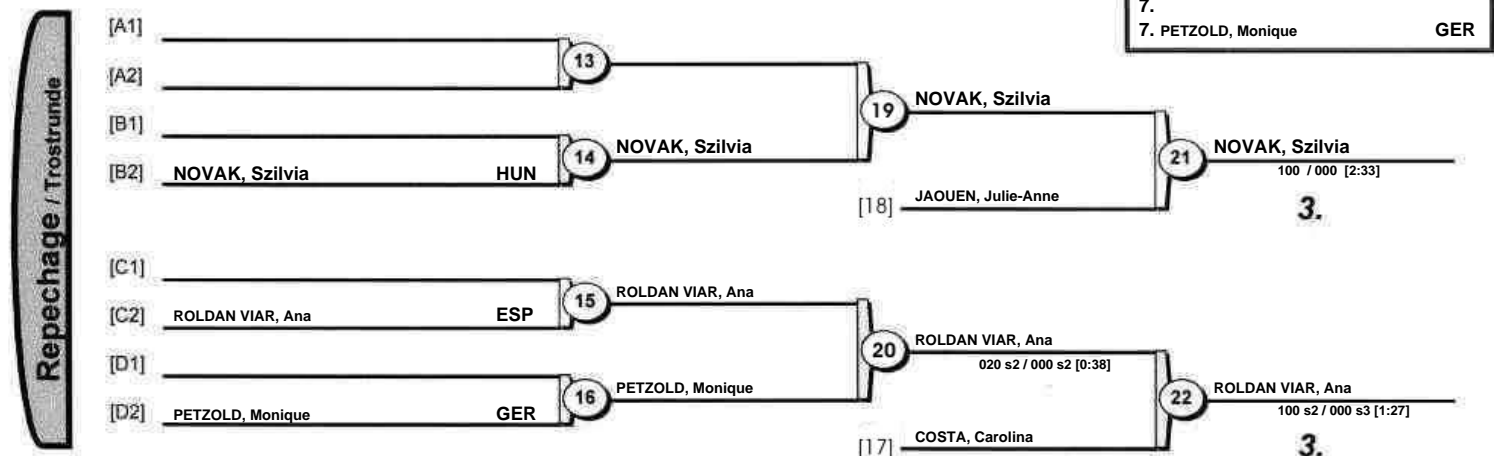 7.
7. PETZOLD, Monique GER
Repechage / Trostrunde
[A1]
[A2]
13
[B1]
[B2] NOVAK, Szilvia HUN
14 NOVAK, Szilvia
19 NOVAK, Szilvia
[18] JAOUEN, Julie-Anne
21 NOVAK, Szilvia
100 / 000 [2:33]
3.
[C1]
[C2] ROLDAN VIAR, Ana ESP
15 ROLDAN VIAR, Ana
[D1]
[D2] PETZOLD, Monique GER
16 PETZOLD, Monique
20 ROLDAN VIAR, Ana
020 s2 / 000 s2 [0:38]
[17] COSTA, Carolina
22 ROLDAN VIAR, Ana
100 s2 / 000 s3 [1:27]
3.